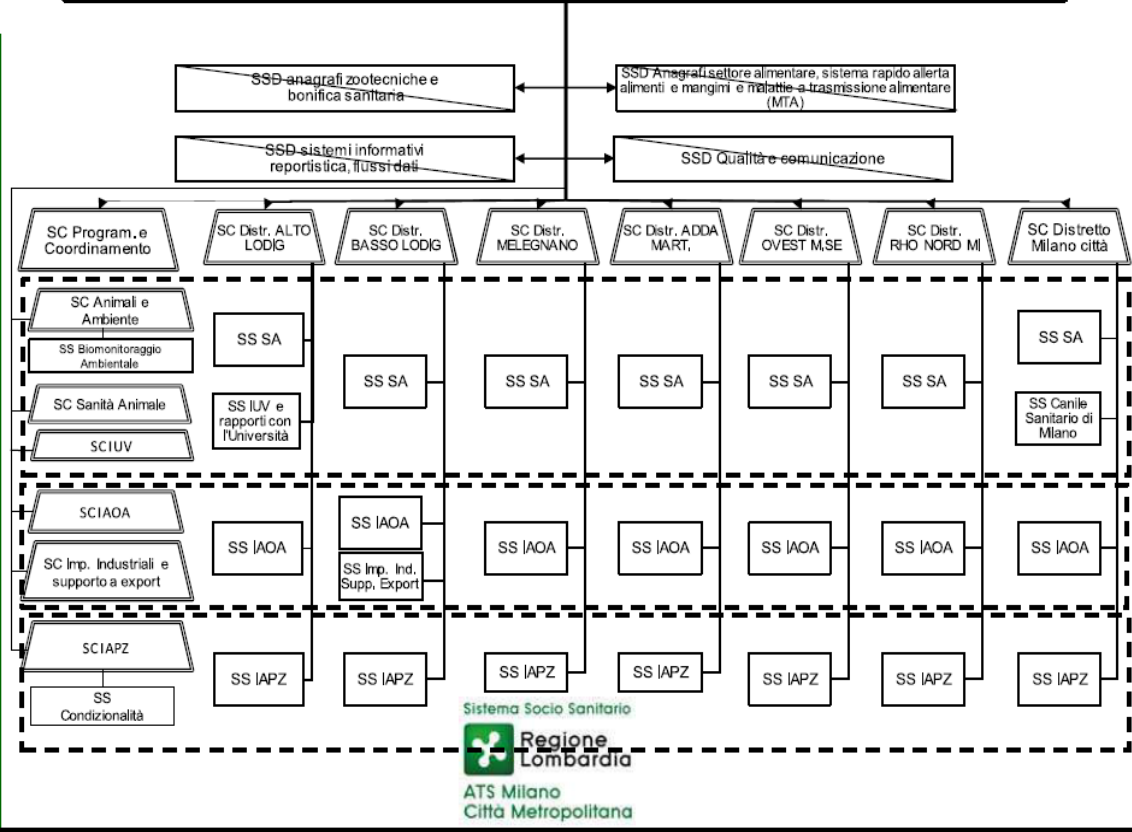 SSD anagrafi zootecniche e
bonifica sanitaria
SSD Anagrafi settore alimentare, sistema rapido allerta
alimenti e mangimi e malattie a trasmissione alimentare
(MTA)
SSD sistemi informativi
reportistica, flussi dati
SSD Qualità e comunicazione
SC Program. e
Coordinamento
SC Distr. ALTO
LODIG
SC Distr.
BASSO LODIG
SC Distr.
MELEGNANO
SC Distr. ADDA
MART.
SC Distr.
OVEST M.SE
SC Distr.
RHO NORD MI
SC Distretto
Milano città
SC Animali e
Ambiente
SS Biomonitoraggio
Ambientale
SC Sanità Animale
SC IUV
SS SA
SS IUV e
rapporti con
l'Università
SS SA
SS SA
SS SA
SS SA
SS SA
SS SA
SS Canile
Sanitario di
Milano
SC IAOA
SC Imp. Industriali e
supporto a export
SS IAOA
SS IAOA
SS Imp. Ind.
Supp. Export
SS IAOA
SS IAOA
SS IAOA
SS IAOA
SS IAOA
SC IAPZ
SS
Condizionalità
SS IAPZ
SS IAPZ
SS IAPZ
SS IAPZ
SS IAPZ
SS IAPZ
SS IAPZ
Sistema Socio Sanitario
Regione
Lombardia
ATS Milano
Città Metropolitana